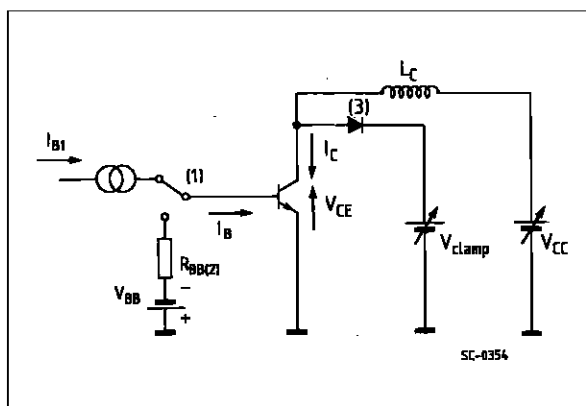 L_C
(3)
I_B1
(1)
I_C
V_CE
I_B
V_clamp
V_CC
R_BB(2)
V_BB
−
+
SC-0354